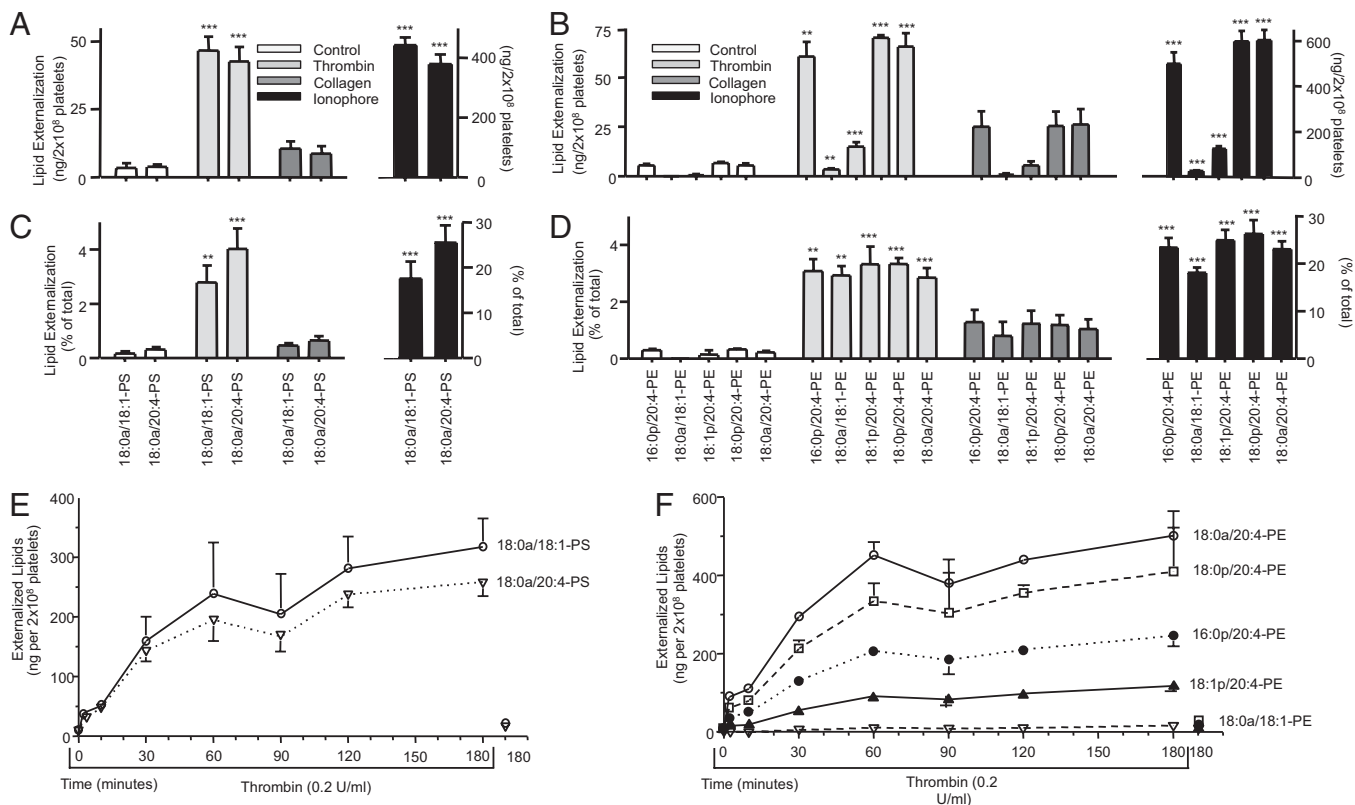 A
Lipid Externalization
(ng/2x10⁸ platelets)
50
25
0
*** *** *** ***
Control
Thrombin
Collagen
Ionophore
400
200
0
(ng/2x10⁸ platelets)
B
Lipid Externalization
(ng/2x10⁸ platelets)
75
50
25
0
Control
Thrombin
Collagen
Ionophore
** ** *** *** *** *** *** *** *** ***
600
400
200
0
(ng/2x10⁸ platelets)
C
Lipid Externalization
(% of total)
4
2
0
** *** *** ***
30
20
10
0
(% of total)
18:0a/18:1-PS
18:0a/20:4-PS
18:0a/18:1-PS
18:0a/20:4-PS
18:0a/18:1-PS
18:0a/20:4-PS
18:0a/18:1-PS
18:0a/20:4-PS
D
Lipid Externalization
(% of total)
4
2
0
** ** *** *** *** *** *** *** *** ***
30
20
10
0
(% of total)
16:0p/20:4-PE
18:0a/18:1-PE
18:1p/20:4-PE
18:0p/20:4-PE
18:0a/20:4-PE
16:0p/20:4-PE
18:0a/18:1-PE
18:1p/20:4-PE
18:0p/20:4-PE
18:0a/20:4-PE
16:0p/20:4-PE
18:0a/18:1-PE
18:1p/20:4-PE
18:0p/20:4-PE
18:0a/20:4-PE
16:0p/20:4-PE
18:0a/18:1-PE
18:1p/20:4-PE
18:0p/20:4-PE
18:0a/20:4-PE
E
Externalized Lipids
(ng per 2x10⁸ platelets)
400
300
200
100
0
18:0a/18:1-PS
18:0a/20:4-PS
0 30 60 90 120 150 180 180
Time (minutes) Thrombin (0.2 U/ml)
F
Externalized Lipids
(ng per 2x10⁸ platelets)
600
400
200
0
18:0a/20:4-PE
18:0p/20:4-PE
16:0p/20:4-PE
18:1p/20:4-PE
18:0a/18:1-PE
0 30 60 90 120 150 180 180
Time (minutes) Thrombin (0.2
U/ml)